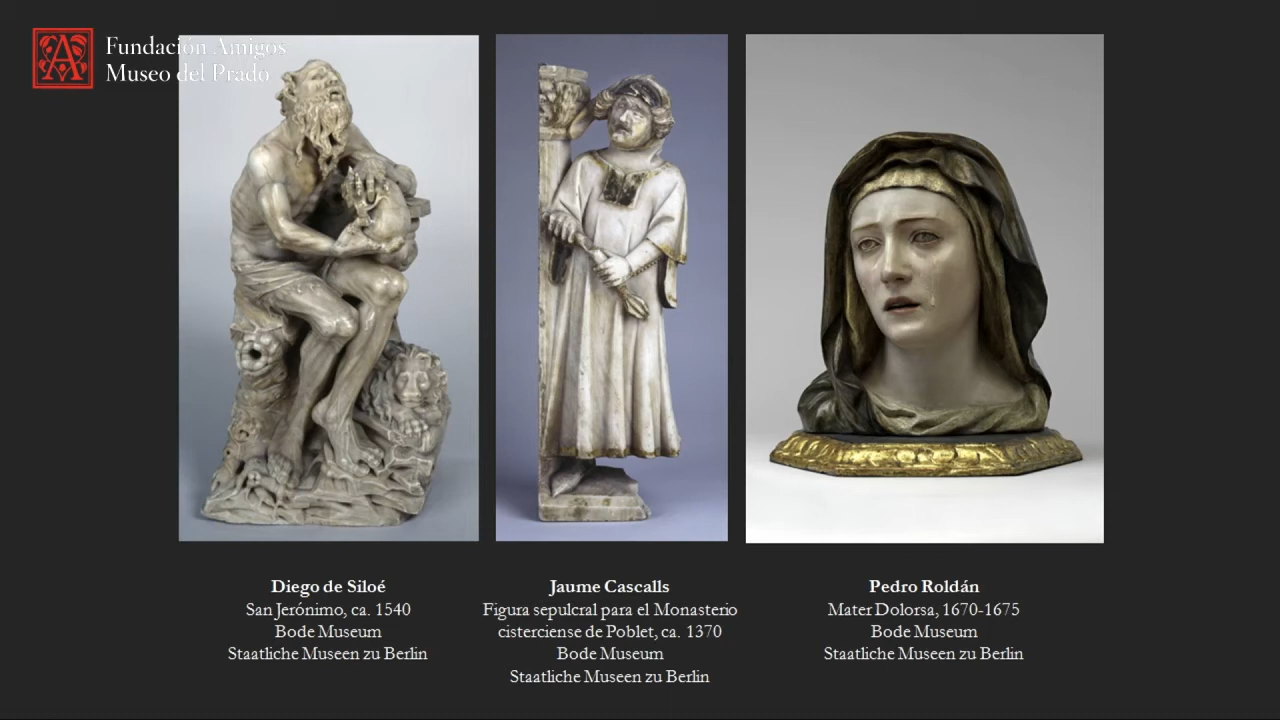 Fundación Amigos
Museo del Prado
Diego de Siloé
San Jerónimo, ca. 1540
Bode Museum
Staatliche Museen zu Berlin
Jaume Cascalls
Figura sepulcral para el Monasterio
cisterciense de Poblet, ca. 1370
Bode Museum
Staatliche Museen zu Berlin
Pedro Roldán
Mater Dolorsa, 1670-1675
Bode Museum
Staatliche Museen zu Berlin